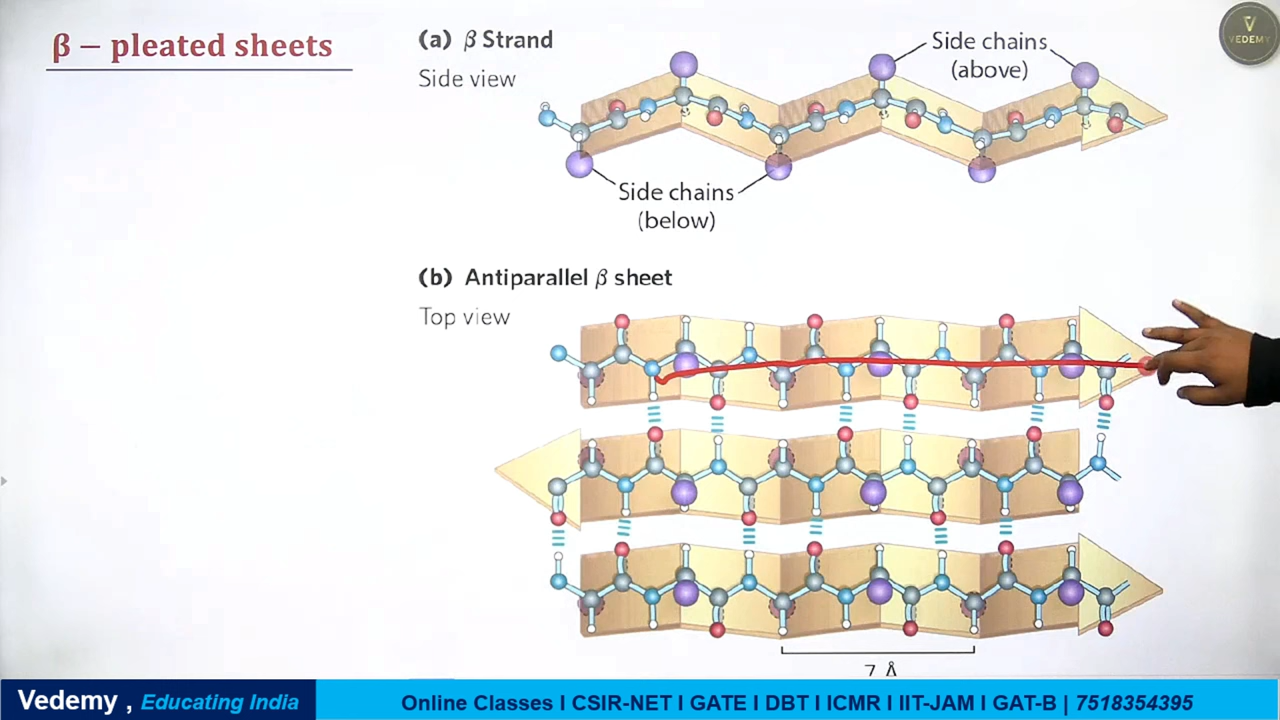 β – pleated sheets
(a) β Strand
Side view
Side chains
(above)
Side chains
(below)
(b) Antiparallel β sheet
Top view
7 Å
V
VEDEMY
Vedemy , Educating India
Online Classes I CSIR-NET I GATE I DBT I ICMR I IIT-JAM I GAT-B | 7518354395